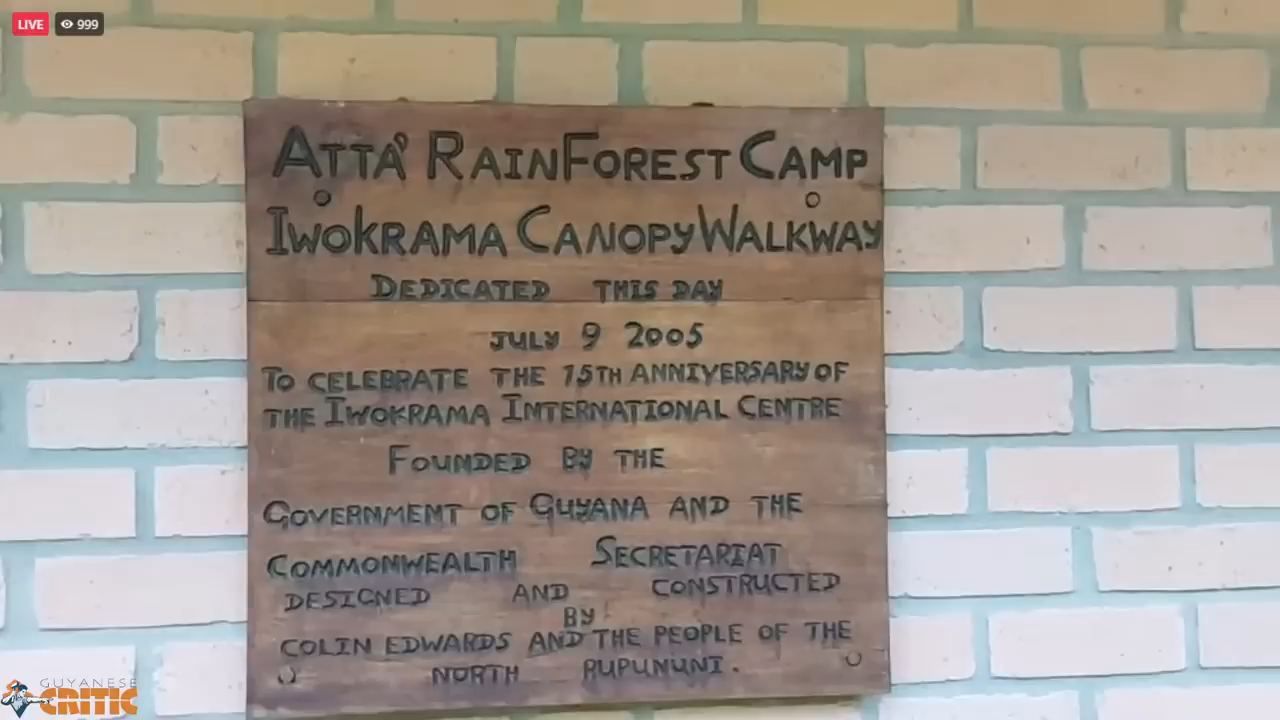 LIVE 999
ATTA' RAINFOREST CAMP
IWOKRAMA CANOPY WALKWAY
DEDICATED THIS DAY
JULY 9 2005
TO CELEBRATE THE 15TH ANNIVERSARY OF
THE IWOKRAMA INTERNATIONAL CENTRE
FOUNDED BY THE
GOVERNMENT OF GUYANA AND THE
COMMONWEALTH SECRETARIAT
DESIGNED AND CONSTRUCTED
BY
COLIN EDWARDS AND THE PEOPLE OF THE
NORTH RUPUNUNI.
GUYANESE
CRITIC